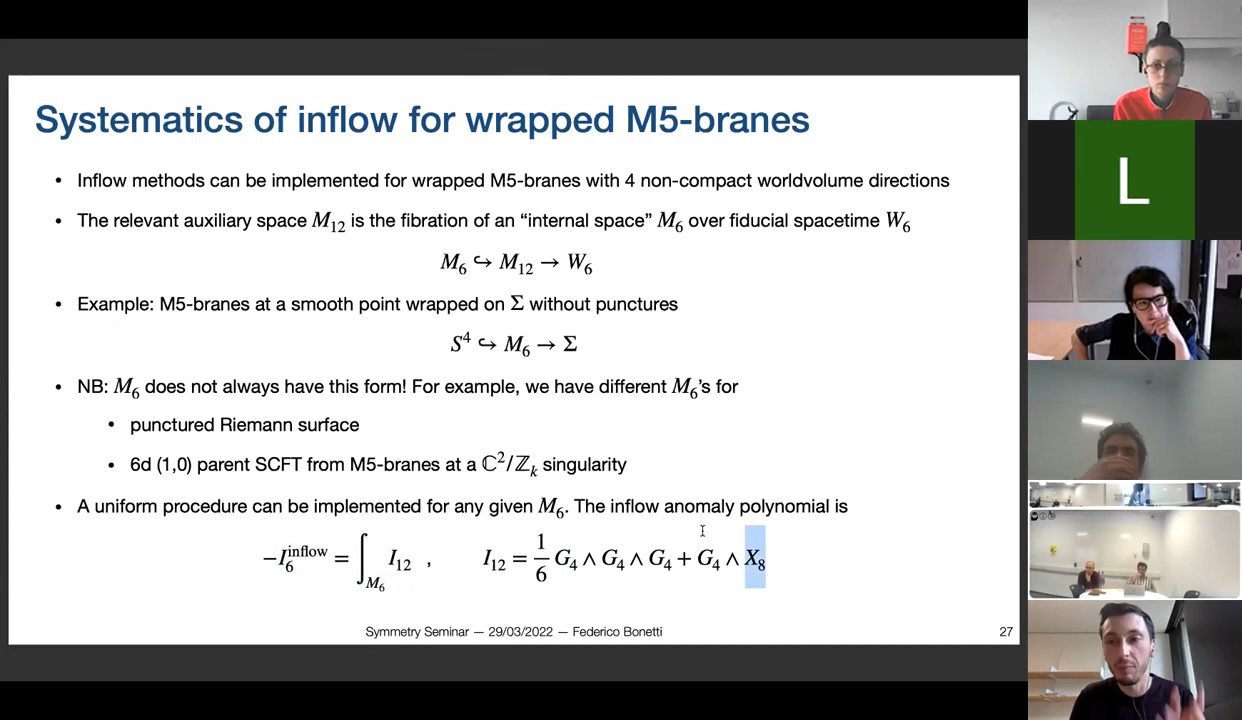 Systematics of inflow for wrapped M5-branes
• Inflow methods can be implemented for wrapped M5-branes with 4 non-compact worldvolume directions
• The relevant auxiliary space M₁₂ is the fibration of an “internal space” M₆ over fiducial spacetime W₆
M₆ ↪ M₁₂ → W₆
• Example: M5-branes at a smooth point wrapped on Σ without punctures
S⁴ ↪ M₆ → Σ
• NB: M₆ does not always have this form! For example, we have different M₆’s for
• punctured Riemann surface
• 6d (1,0) parent SCFT from M5-branes at a ℂ²/ℤₖ singularity
• A uniform procedure can be implemented for any given M₆. The inflow anomaly polynomial is
−I₆^inflow = ∫_M₆ I₁₂ , I₁₂ = 1/6 G₄ ∧ G₄ ∧ G₄ + G₄ ∧ X₈
Symmetry Seminar — 29/03/2022 — Federico Bonetti
27
L